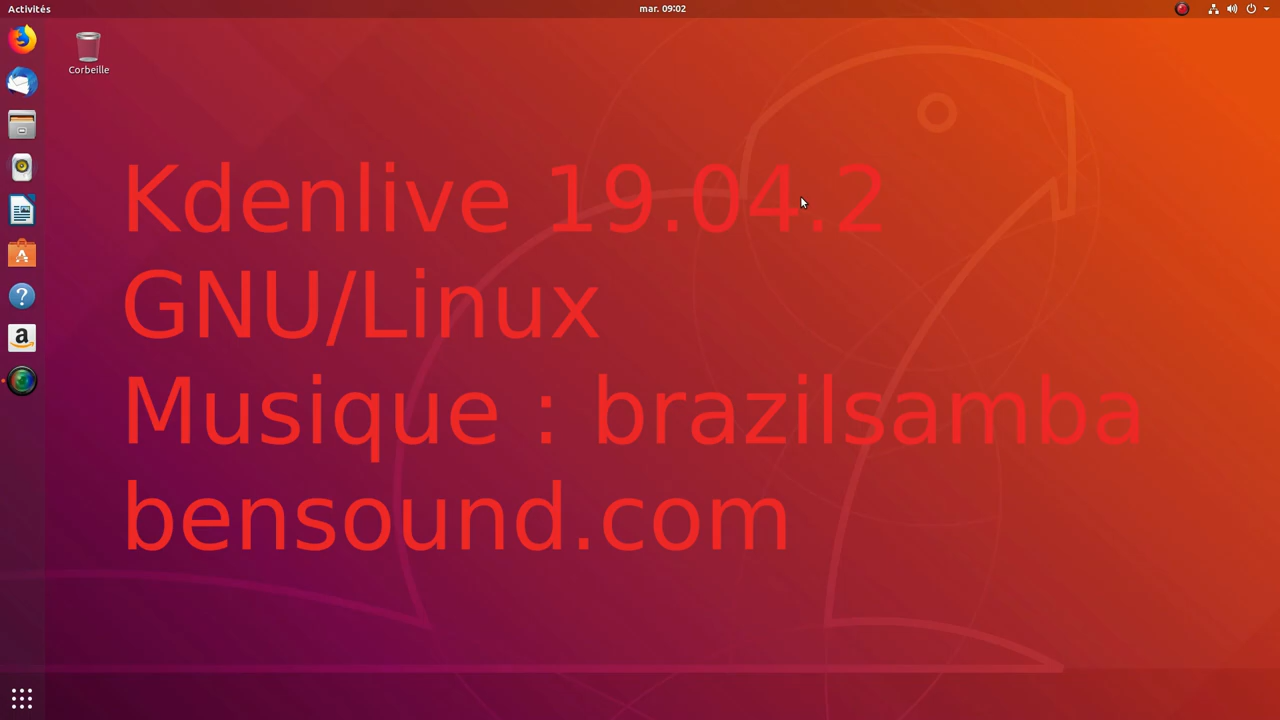 Activités
mar. 09:02
Corbeille
Kdenlive 19.04.2
GNU/Linux
Musique : brazilsamba
bensound.com
?
a